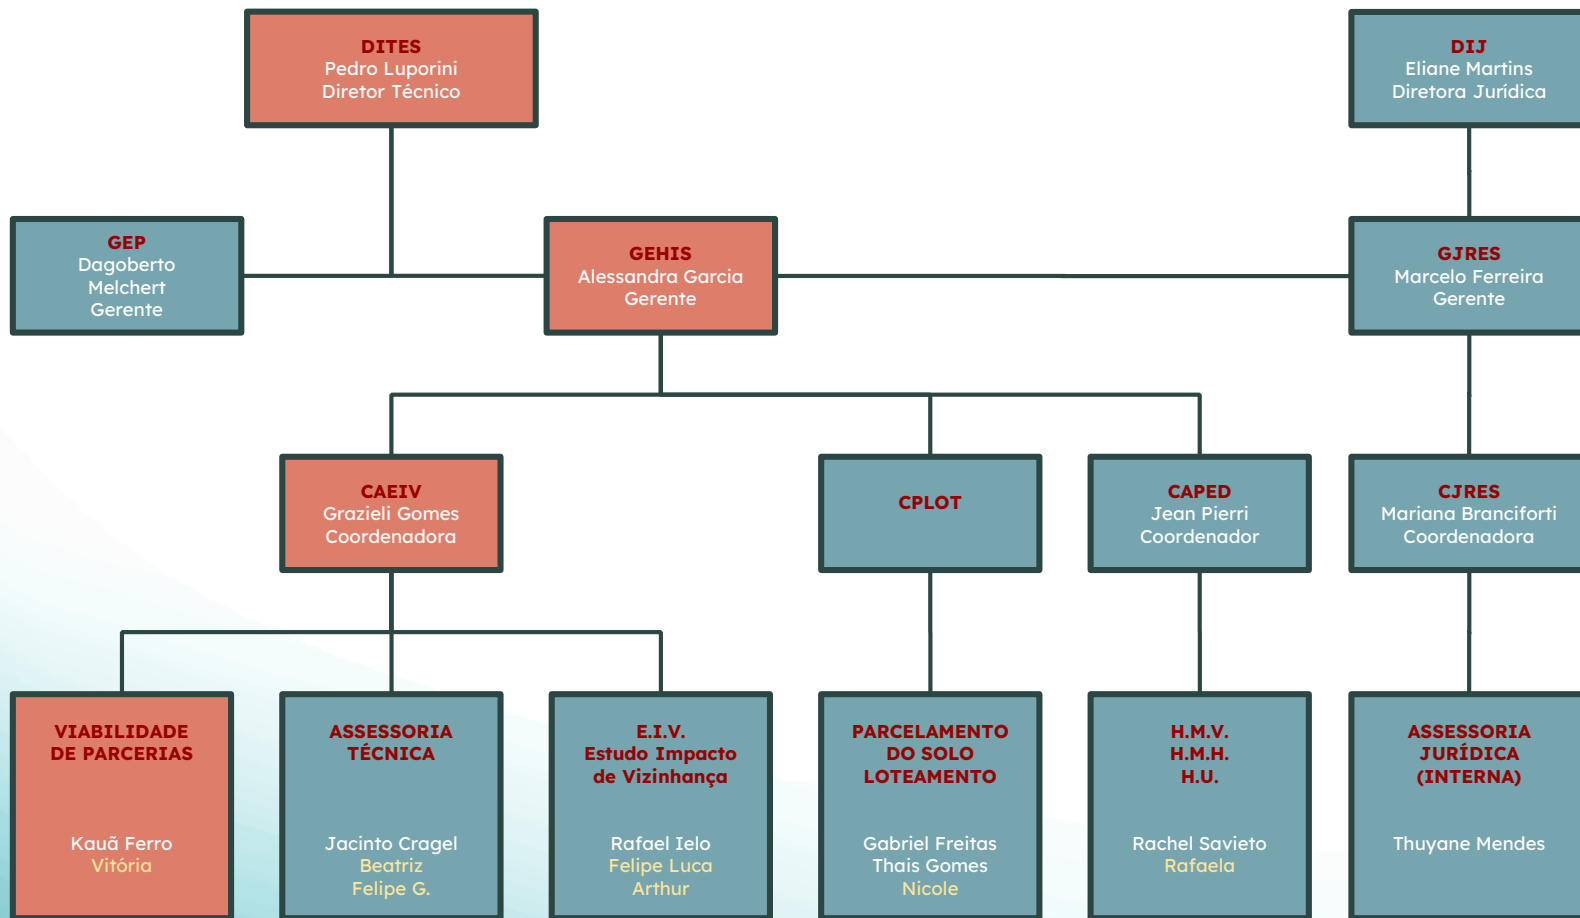 DITES
Pedro Luporini
Diretor Técnico
DIJ
Eliane Martins
Diretora Jurídica
GEP
Dagoberto
Melchert
Gerente
GEHIS
Alessandra Garcia
Gerente
GJRES
Marcelo Ferreira
Gerente
CAEIV
Grazieli Gomes
Coordenadora
CPLOT
CAPED
Jean Pierri
Coordenador
CJRES
Mariana Branciforti
Coordenadora
VIABILIDADE
DE PARCERIAS
Kauã Ferro
Vitória
ASSESSORIA
TÉCNICA
Jacinto Cragel
Beatriz
Felipe G.
E.I.V.
Estudo Impacto
de Vizinhança
Rafael Ielo
Felipe Luca
Arthur
PARCELAMENTO
DO SOLO
LOTEAMENTO
Gabriel Freitas
Thais Gomes
Nicole
H.M.V.
H.M.H.
H.U.
Rachel Savieto
Rafaela
ASSESSORIA
JURÍDICA
(INTERNA)
Thuyane Mendes